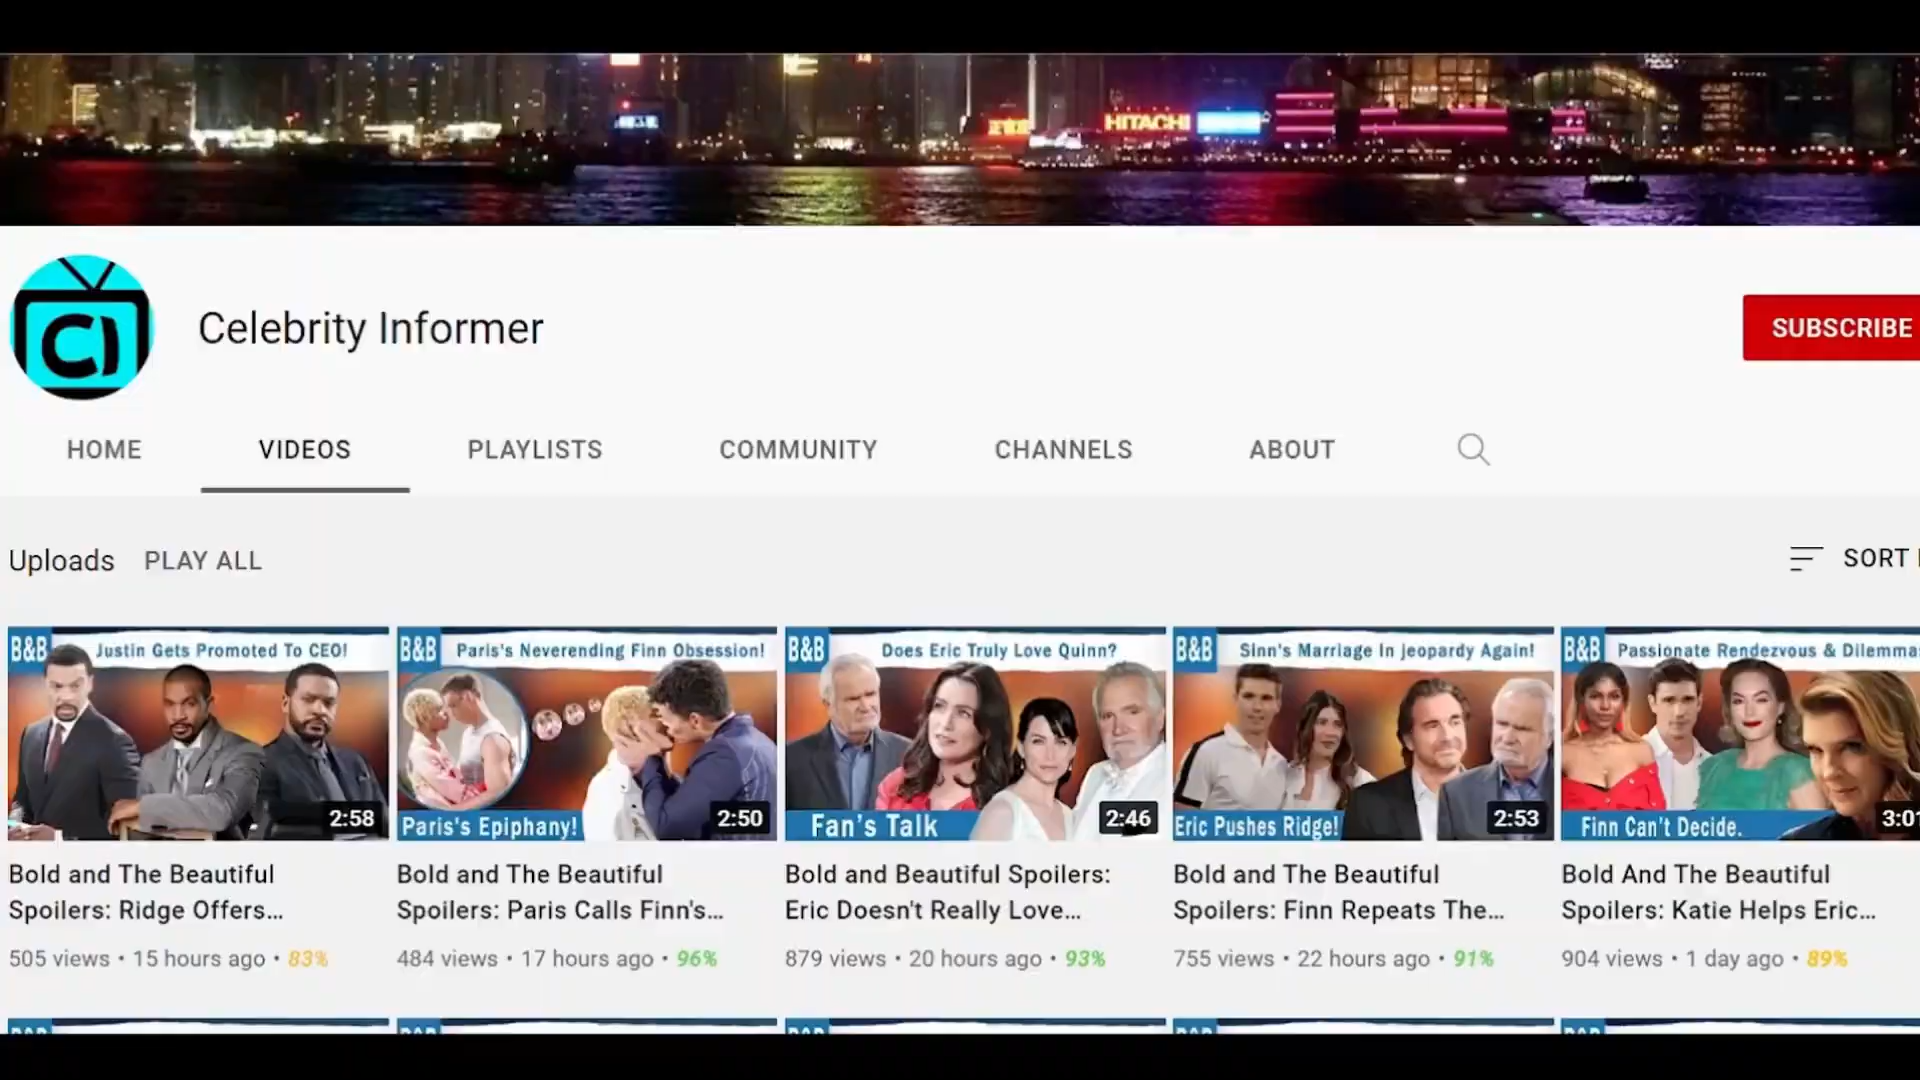 HITACHI
CI
Celebrity Informer
SUBSCRIBE
HOME
VIDEOS
PLAYLISTS
COMMUNITY
CHANNELS
ABOUT
Uploads
PLAY ALL
SORT
B&B
Justin Gets Promoted To CEO!
2:58
B&B
Paris's Neverending Finn Obsession!
Paris's Epiphany!
2:50
B&B
Does Eric Truly Love Quinn?
Fan's Talk
2:46
B&B
Sinn's Marriage In Jeopardy Again!
Eric Pushes Ridge!
2:53
B&B
Passionate Rendezvous & Dilemma
Finn Can't Decide.
3:01
Bold and The Beautiful
Spoilers: Ridge Offers...
505 views • 15 hours ago • 83%
Bold and The Beautiful
Spoilers: Paris Calls Finn's...
484 views • 17 hours ago • 96%
Bold and Beautiful Spoilers:
Eric Doesn't Really Love...
879 views • 20 hours ago • 93%
Bold and The Beautiful
Spoilers: Finn Repeats The...
755 views • 22 hours ago • 91%
Bold And The Beautiful
Spoilers: Katie Helps Eric...
904 views • 1 day ago • 89%
B&B
B&B
B&B
B&B
B&B